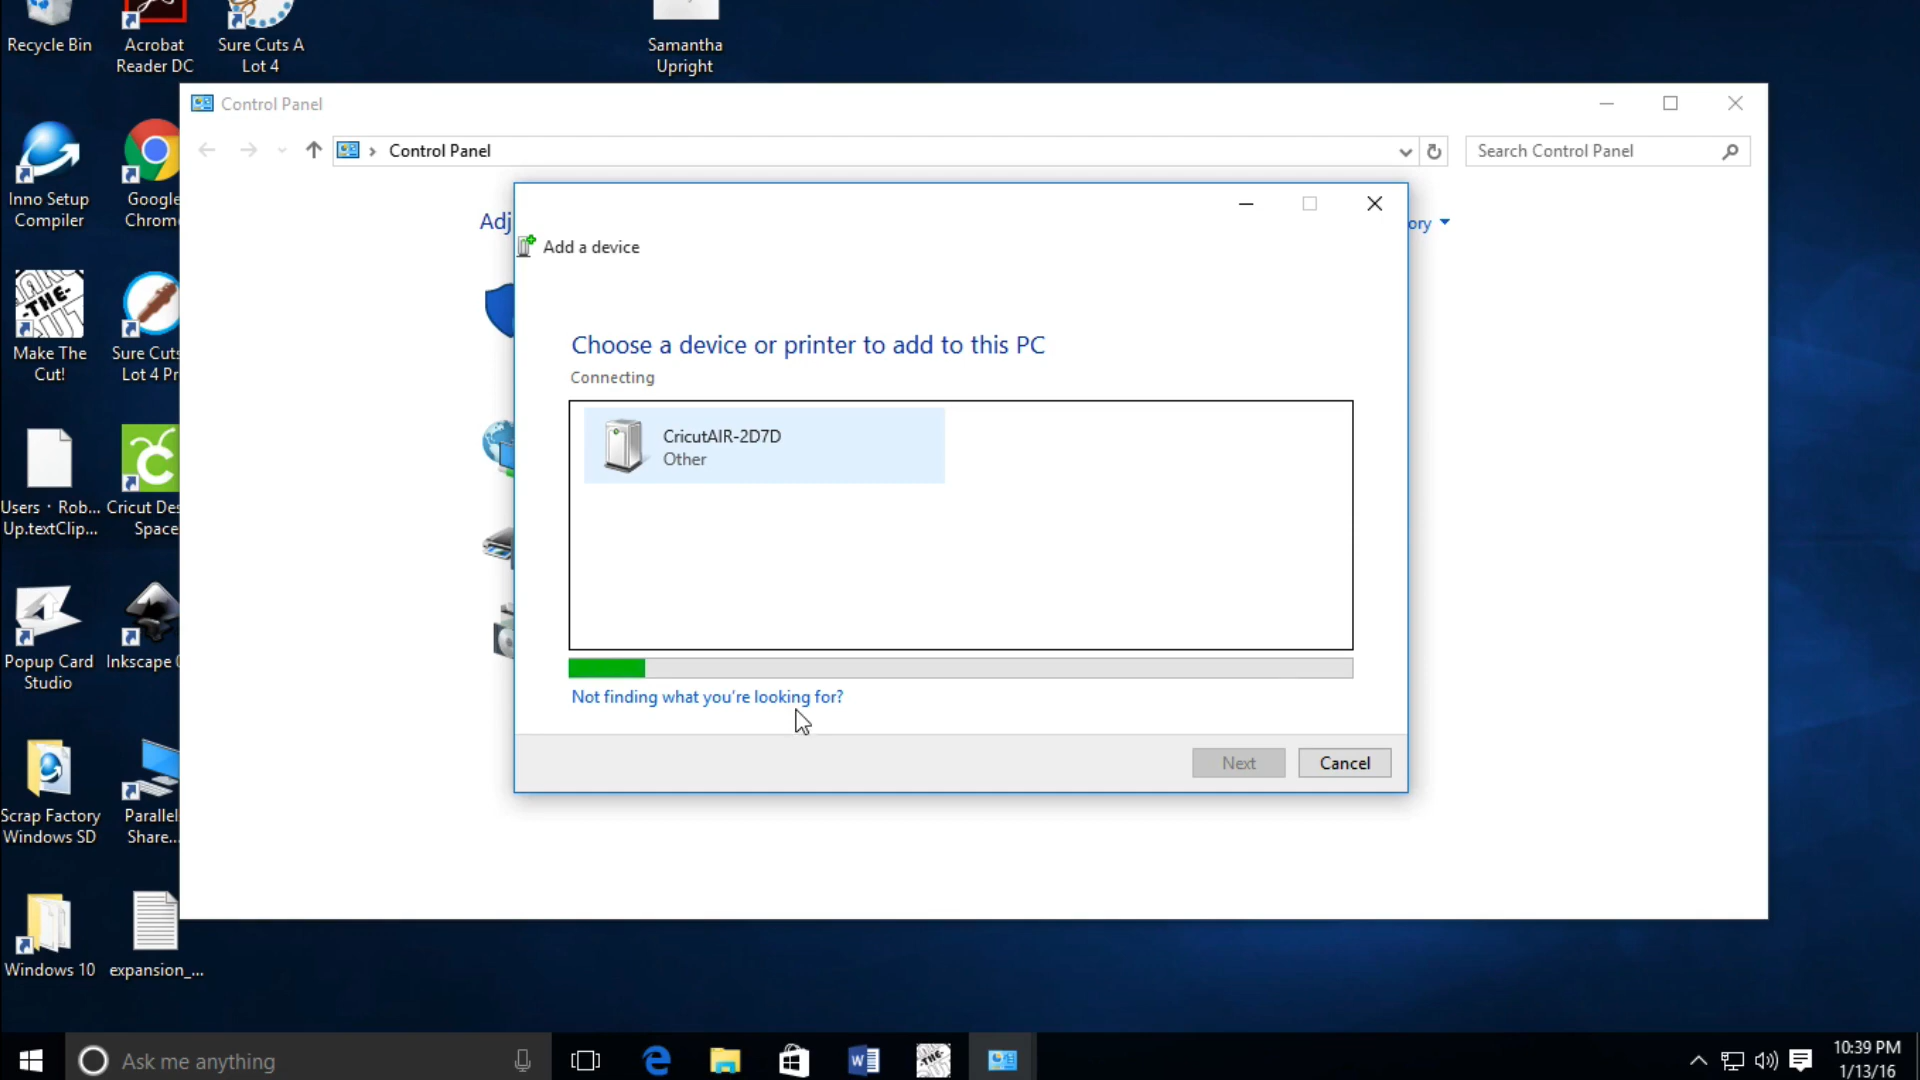 Recycle Bin
Acrobat
Reader DC
Sure Cuts A
Lot 4
Samantha
Upright
Control Panel
Control Panel
Search Control Panel
Inno Setup
Compiler
Google
Chrom
Adj
ory
Add a device
Choose a device or printer to add to this PC
Connecting
CricutAIR-2D7D
Other
Make The
Cut!
Sure Cuts
Lot 4 Pr
Users · Rob...
Up.textClip...
Cricut Des
Space
Popup Card
Studio
Inkscape
Not finding what you're looking for?
Next
Cancel
Scrap Factory
Windows SD
Parallel
Share...
Windows 10
expansion_...
Ask me anything
10:39 PM
1/13/16